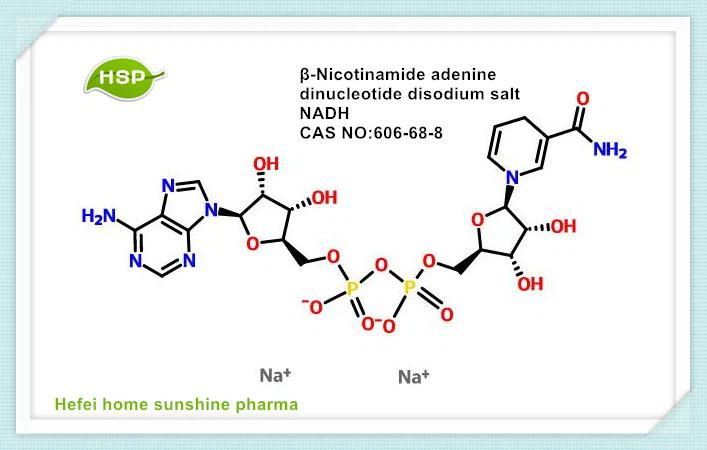 HSP
β-Nicotinamide adenine
dinucleotide disodium salt
NADH
CAS NO:606-68-8
O
NH₂
N
OH
OH
N
N
H₂N
N
N
O
O
O
P
⁻O
O
O
P
⁻O
O
O
O
OH
OH
Na⁺
Na⁺
Hefei home sunshine pharma